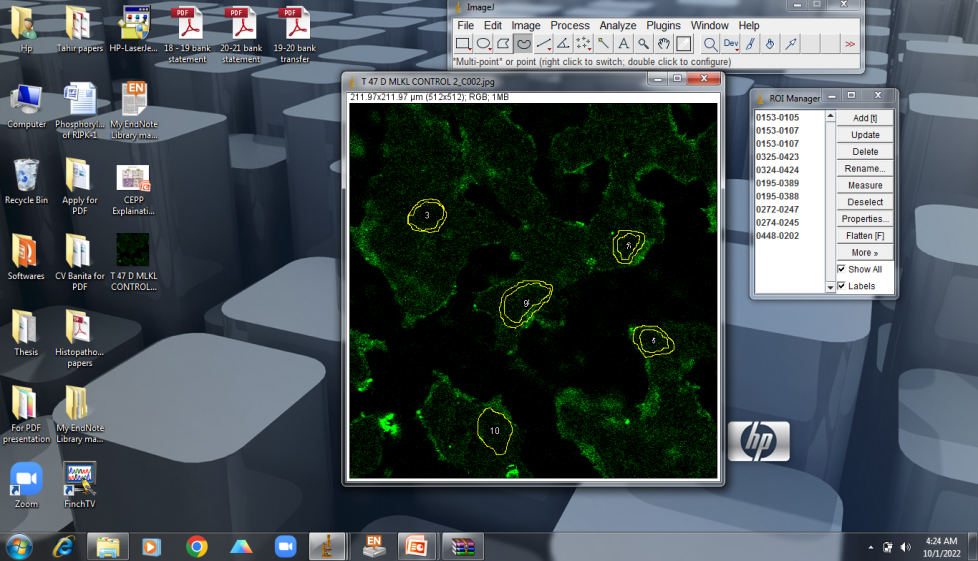 Hp
Tahir papers
HP-LaserJe...
18 - 19 bank
statement
20-21 bank
statement
19-20 bank
transfer
Computer
Phosphoryl...
of RIPK-1
My EndNote
Library ma...
Recycle Bin
Apply for
PDF
CEPP
Explainati...
Softwares
CV Banita for
PDF
T 47 D MLKL
CONTROL...
Thesis
Histopatho...
papers
For PDF
presentation
My EndNote
Library ma...
Zoom
FinchTV
ImageJ
File Edit Image Process Analyze Plugins Window Help
A Dev >>
*Multi-point* or point (right click to switch; double click to configure)
T 47 D MLKL CONTROL 2_C002.jpg
211.97x211.97 µm (512x512); RGB; 1MB
3
9
10
ROI Manager
0153-0105
0153-0107
0153-0107
0325-0423
0324-0424
0195-0389
0195-0388
0272-0247
0274-0245
0448-0202
Add [t]
Update
Delete
Rename...
Measure
Deselect
Properties...
Flatten [F]
More »
Show All
Labels
hp
PDF
PDF
PDF
EN
EN
4:24 AM
10/1/2022